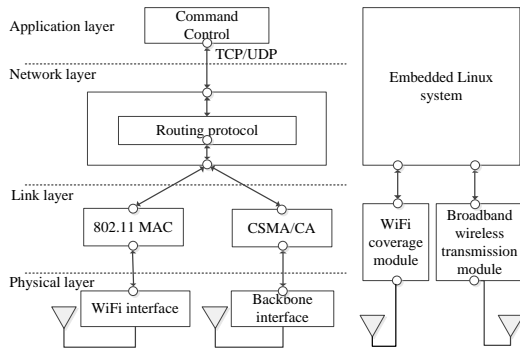 Application layer
Command
Control
TCP/UDP
Network layer
Routing protocol
Link layer
802.11 MAC
CSMA/CA
Physical layer
WiFi interface
Backbone
interface
Embedded Linux
system
WiFi
coverage
module
Broadband
wireless
transmission
module